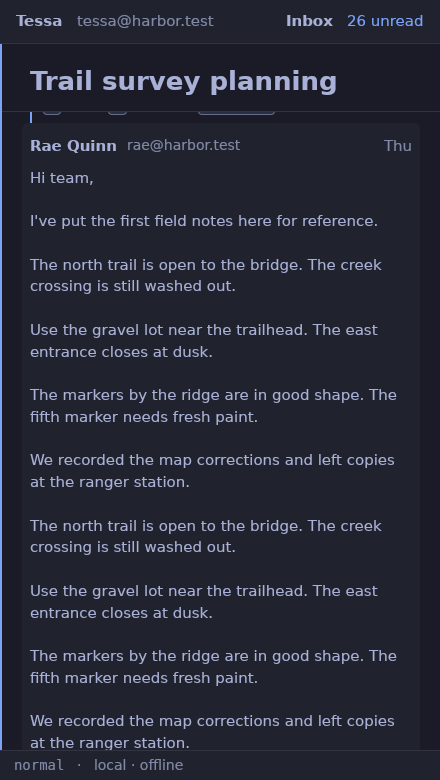 Tessa tessa@harbor.test Inbox 26 unread
Trail survey planning
Rae Quinn rae@harbor.test Thu
Hi team,
I've put the first field notes here for reference.
The north trail is open to the bridge. The creek
crossing is still washed out.
Use the gravel lot near the trailhead. The east
entrance closes at dusk.
The markers by the ridge are in good shape. The
fifth marker needs fresh paint.
We recorded the map corrections and left copies
at the ranger station.
The north trail is open to the bridge. The creek
crossing is still washed out.
Use the gravel lot near the trailhead. The east
entrance closes at dusk.
The markers by the ridge are in good shape. The
fifth marker needs fresh paint.
We recorded the map corrections and left copies
at the ranger station.
normal · local · offline